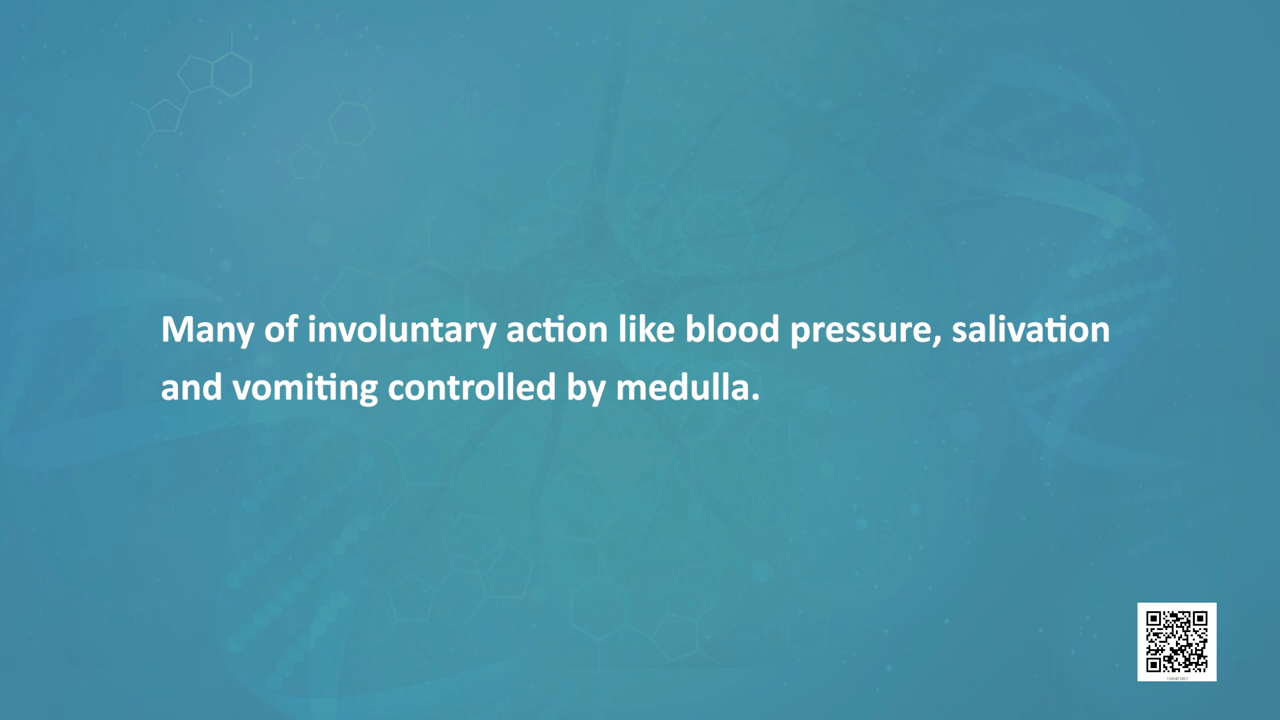 Many of involuntary action like blood pressure, salivation
and vomiting controlled by medulla.